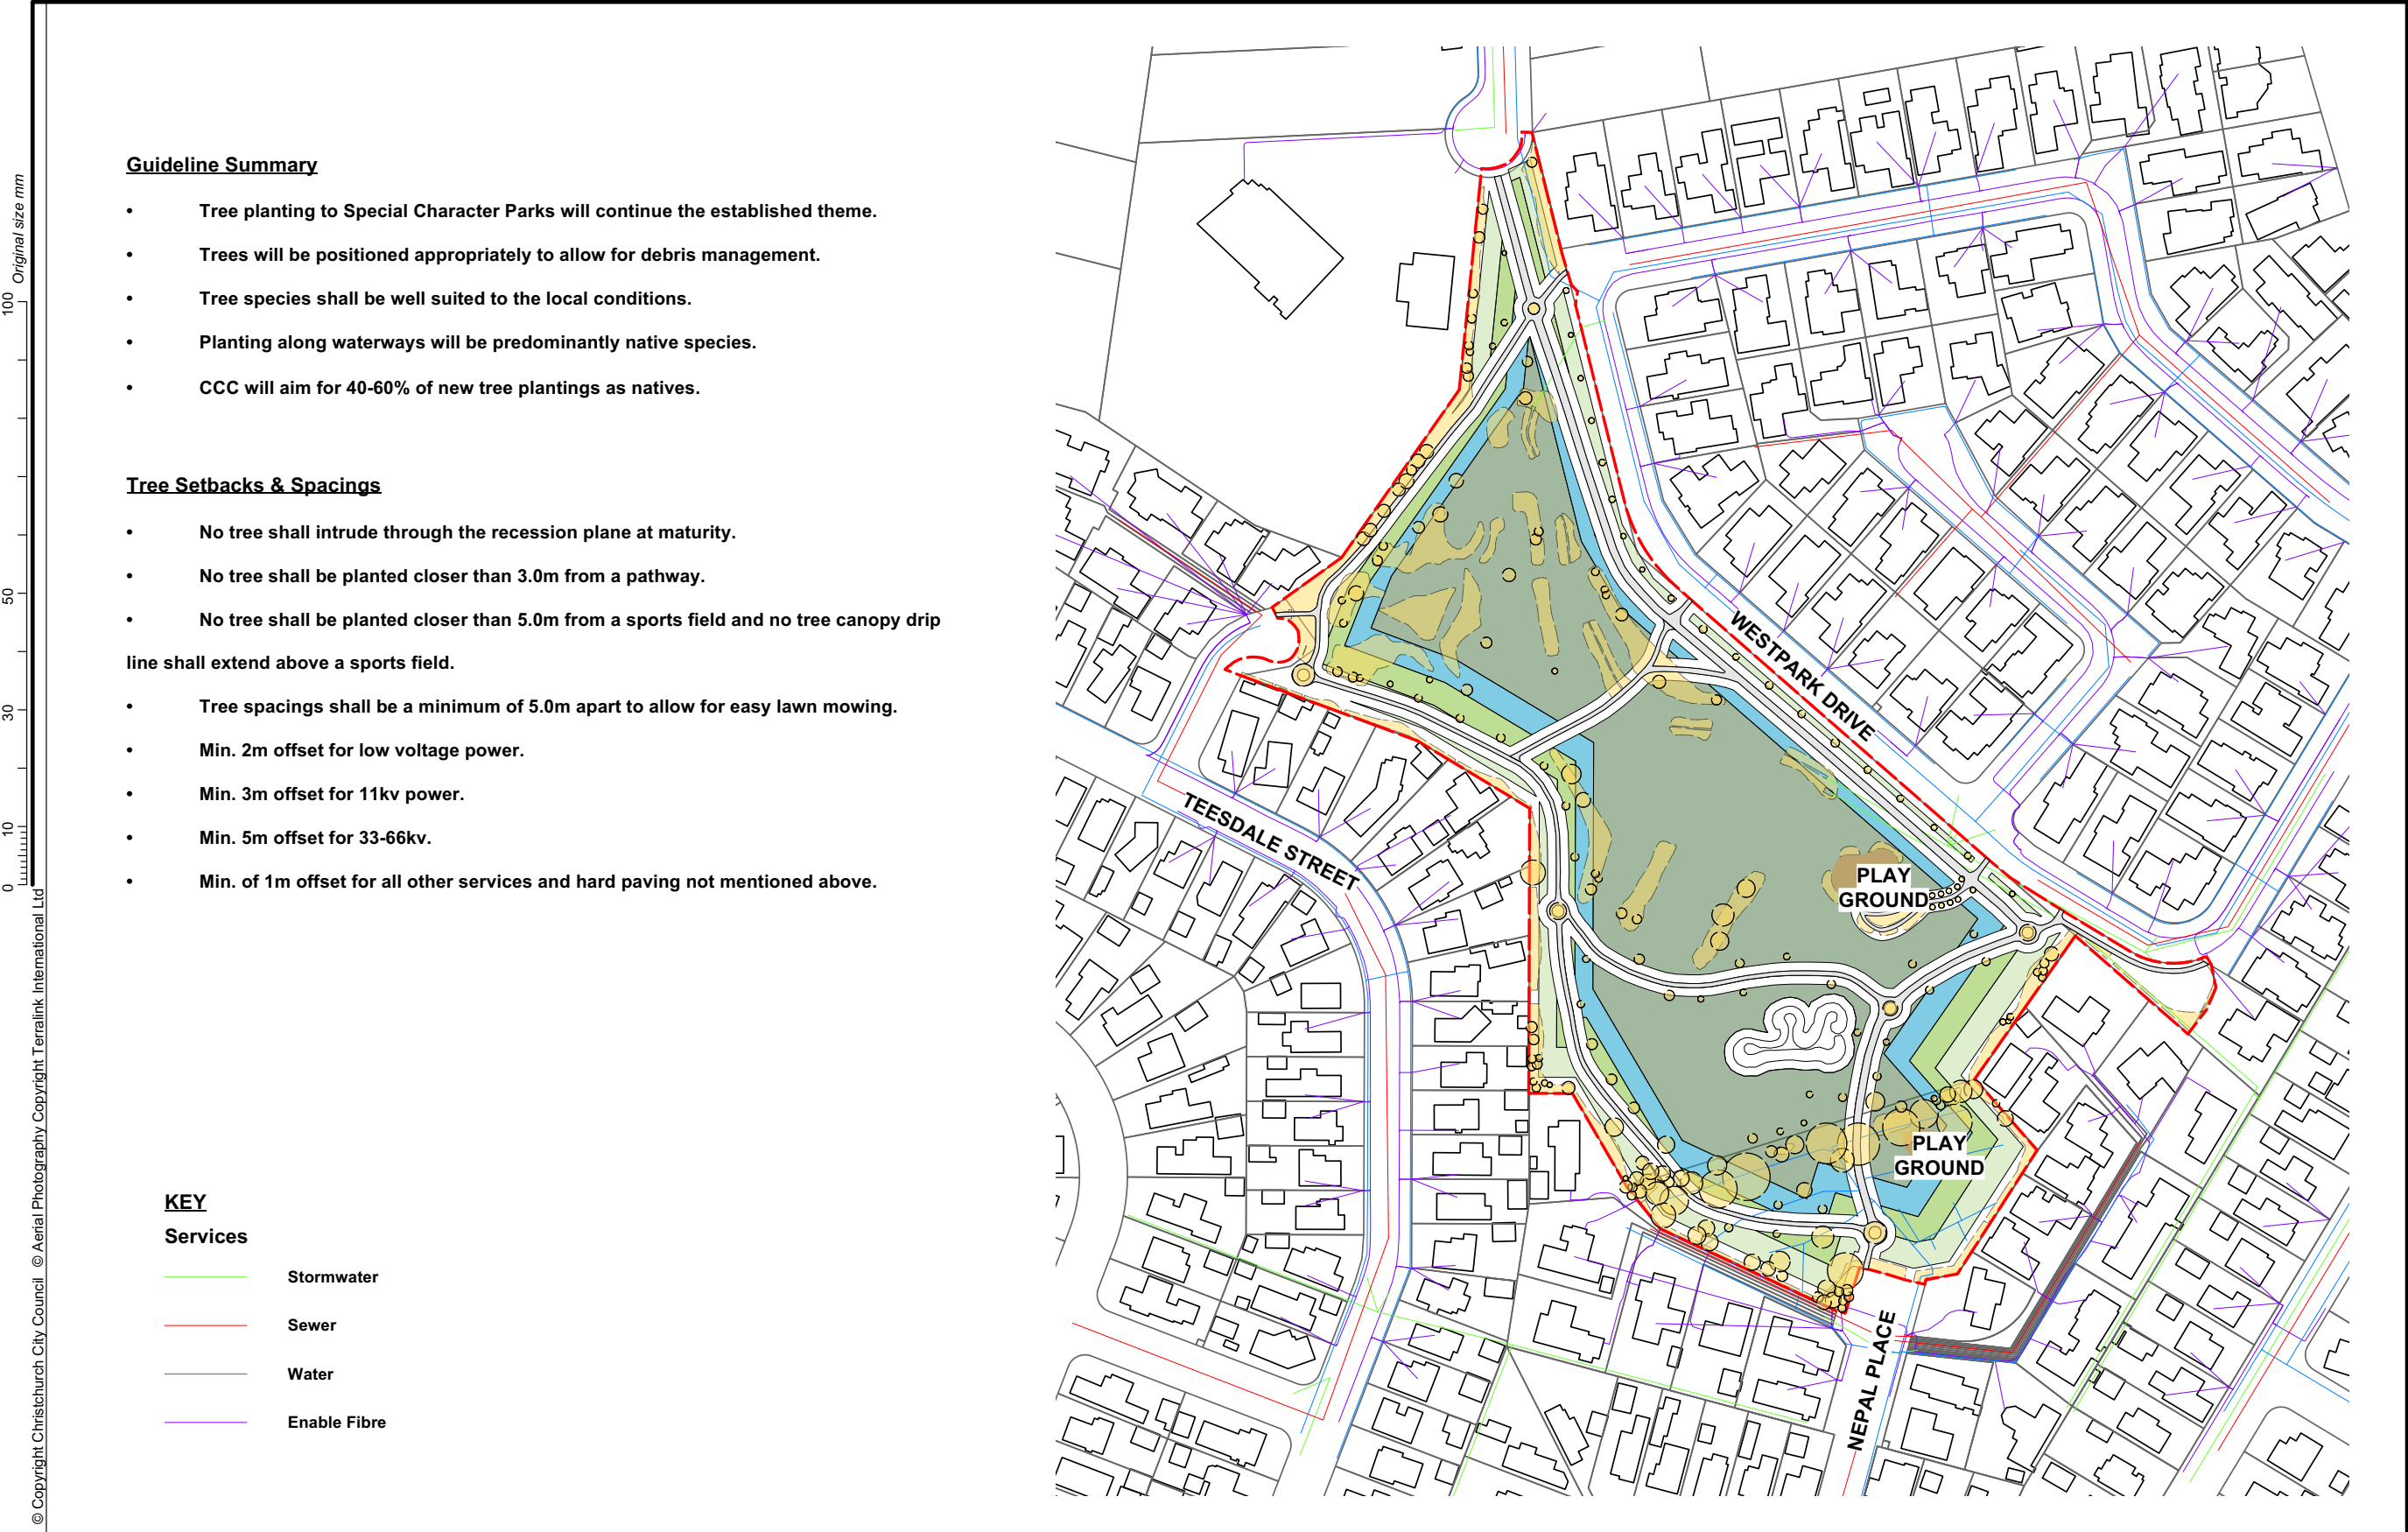 Original size mm
100
50
30
10
0
© Copyright Christchurch City Council © Aerial Photography Copyright Terralink International Ltd
Guideline Summary
• Tree planting to Special Character Parks will continue the established theme.
• Trees will be positioned appropriately to allow for debris management.
• Tree species shall be well suited to the local conditions.
• Planting along waterways will be predominantly native species.
• CCC will aim for 40-60% of new tree plantings as natives.
Tree Setbacks & Spacings
• No tree shall intrude through the recession plane at maturity.
• No tree shall be planted closer than 3.0m from a pathway.
• No tree shall be planted closer than 5.0m from a sports field and no tree canopy drip
line shall extend above a sports field.
• Tree spacings shall be a minimum of 5.0m apart to allow for easy lawn mowing.
• Min. 2m offset for low voltage power.
• Min. 3m offset for 11kv power.
• Min. 5m offset for 33-66kv.
• Min. of 1m offset for all other services and hard paving not mentioned above.
KEY
Services
Stormwater
Sewer
Water
Enable Fibre
WESTPARK DRIVE
TEESDALE STREET
PLAY
GROUND
PLAY
GROUND
NEPAL PLACE